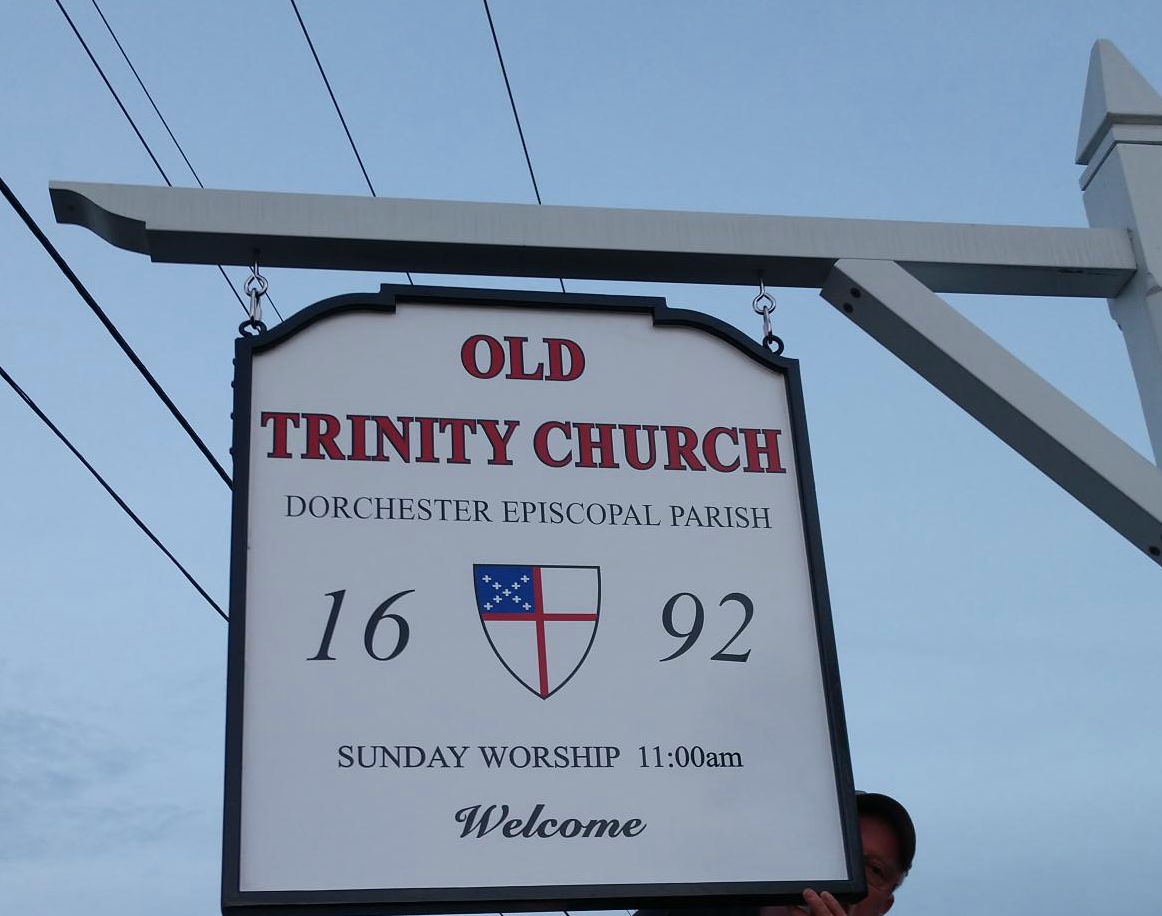 OLD
TRINITY CHURCH
DORCHESTER EPISCOPAL PARISH
16 92
SUNDAY WORSHIP 11:00am
Welcome